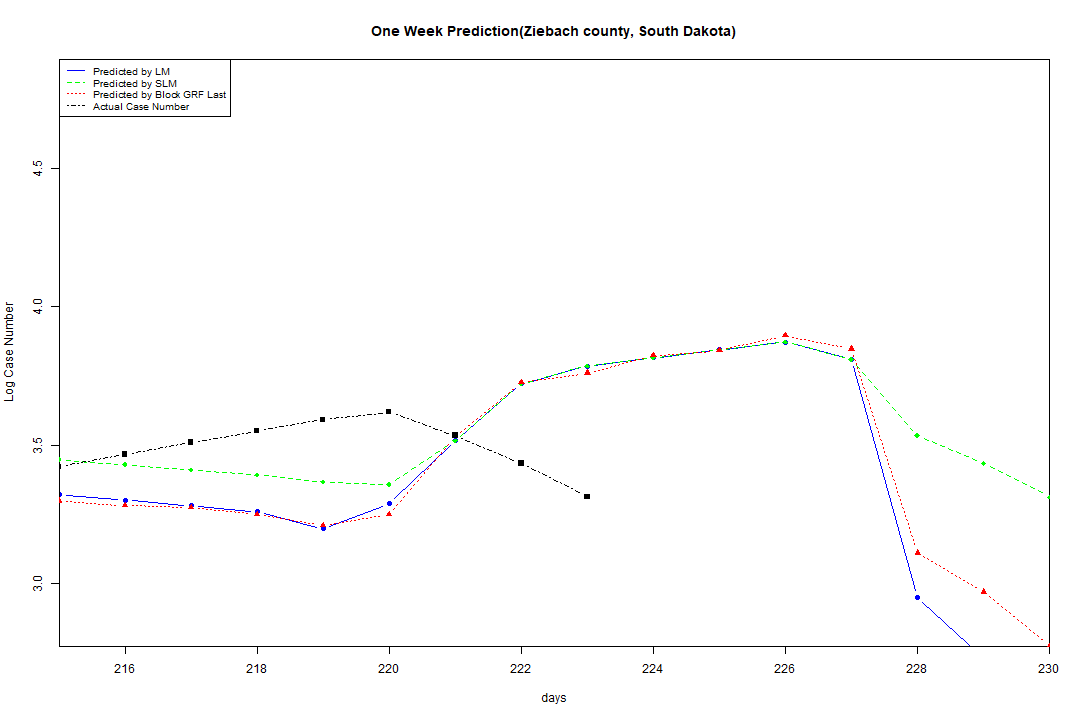 One Week Prediction(Ziebach county, South Dakota)
Predicted by LM
Predicted by SLM
Predicted by Block GRF Last
Actual Case Number
4.5
4.0
3.5
3.0
Log Case Number
216 218 220 222 224 226 228 230
days